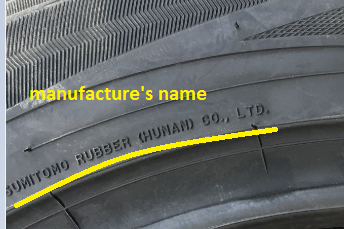 manufacture's name
SUMITOMO RUBBER (HUNAN) CO., LTD.